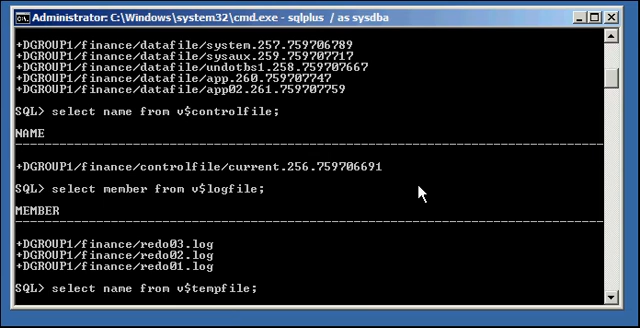 Administrator: C:\Windows\system32\cmd.exe - sqlplus / as sysdba
+DGROUP1/finance/datafile/system.257.759706789
+DGROUP1/finance/datafile/sysaux.259.759707717
+DGROUP1/finance/datafile/undotbs1.258.759707667
+DGROUP1/finance/datafile/app.260.759707747
+DGROUP1/finance/datafile/app02.261.759707759
SQL> select name from v$controlfile;
NAME
--------------------------------------------------------------------------------
+DGROUP1/finance/controlfile/current.256.759706691
SQL> select member from v$logfile;
MEMBER
--------------------------------------------------------------------------------
+DGROUP1/finance/redo03.log
+DGROUP1/finance/redo02.log
+DGROUP1/finance/redo01.log
SQL> select name from v$tempfile;